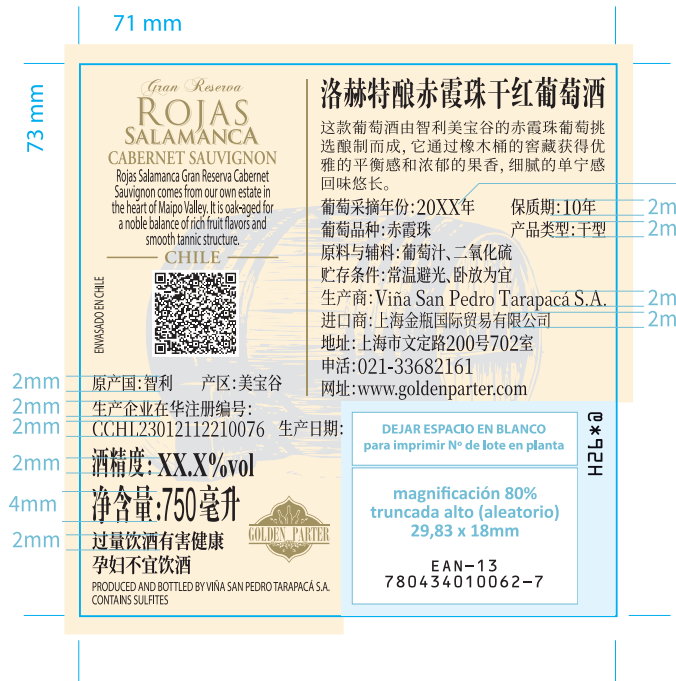 71 mm
73 mm
Gran Reserva
ROJAS
SALAMANCA
CABERNET SAUVIGNON
Rojas Salamanca Gran Reserva Cabernet
Sauvignon comes from our own estate in
the heart of Maipo Valley. It is oak-aged for
a noble balance of rich fruit flavors and
smooth tannic structure.
CHILE
ENVASADO EN CHILE
洛赫特酿赤霞珠干红葡萄酒
这款葡萄酒由智利美宝谷的赤霞珠葡萄挑
选酿制而成,它通过橡木桶的窖藏获得优
雅的平衡感和浓郁的果香,细腻的单宁感
回味悠长。
葡萄采摘年份:20XX年 保质期:10年 2m
葡萄品种:赤霞珠 产品类型:干型 2m
原料与辅料:葡萄汁、二氧化硫
贮存条件:常温避光、卧放为宜
生产商:Viña San Pedro Tarapacá S.A. 2m
进口商:上海金瓶国际贸易有限公司 2m
地址:上海市文定路200号702室
申活:021-33682161
网址:www.goldenparter.com
2mm 原产国:智利 产区:美宝谷
2mm 生产企业在华注册编号:
2mm CCHL23012112210076 生产日期:
2mm 酒精度:XX.X%vol
4mm 净含量:750毫升
2mm 过量饮酒有害健康
孕妇不宜饮酒
GOLDEN PARTER
PRODUCED AND BOTTLED BY VIÑA SAN PEDRO TARAPACÁ S.A.
CONTAINS SULFITES
DEJAR ESPACIO EN BLANCO
para imprimir Nº de lote en planta
H26*@
magnificación 80%
truncada alto (aleatorio)
29,83 x 18mm
EAN-13
780434010062-7